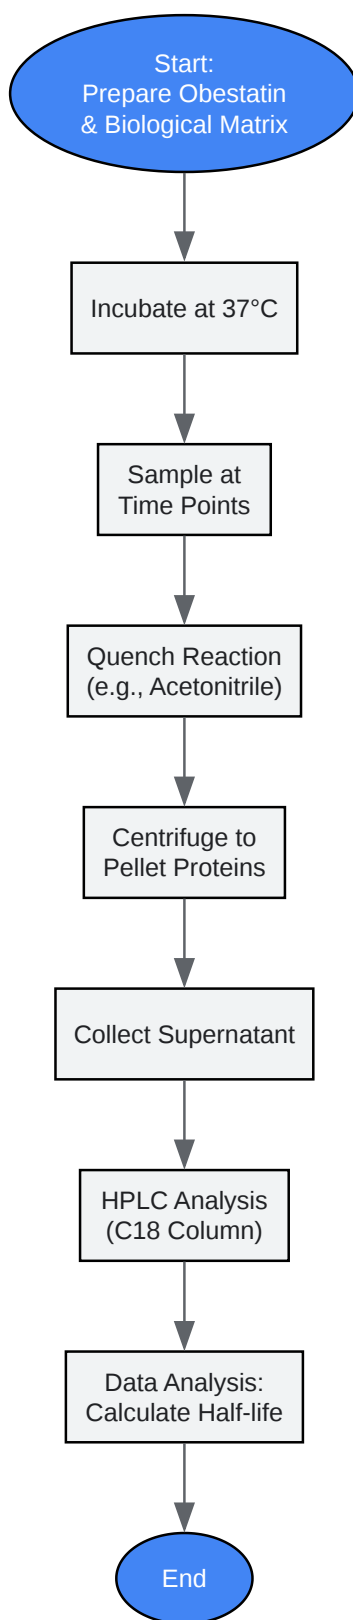 Start:
Prepare Obestatin
& Biological Matrix
Incubate at 37°C
Sample at
Time Points
Quench Reaction
(e.g., Acetonitrile)
Centrifuge to
Pellet Proteins
Collect Supernatant
HPLC Analysis
(C18 Column)
Data Analysis:
Calculate Half-life
End